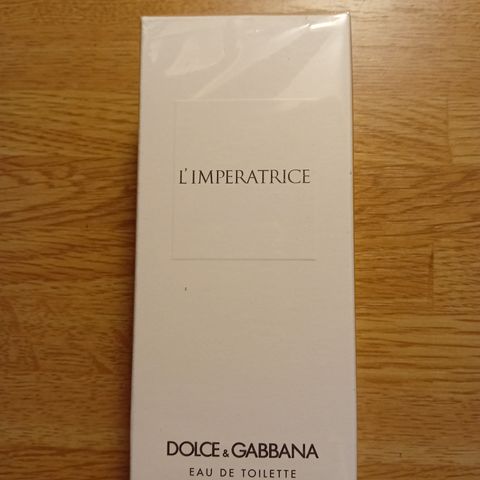 L'IMPERATRICE
DOLCE & GABBANA
EAU DE TOILETTE